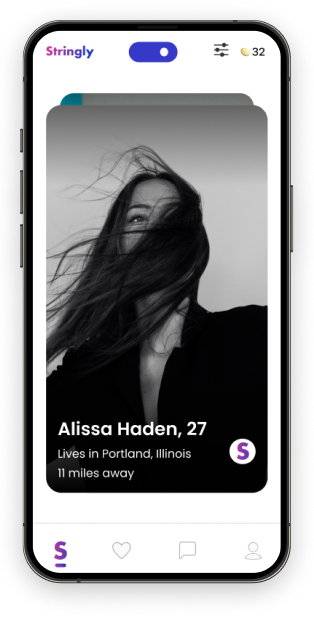 Stringly
32
Alissa Haden, 27
Lives in Portland, Illinois
11 miles away
S
S